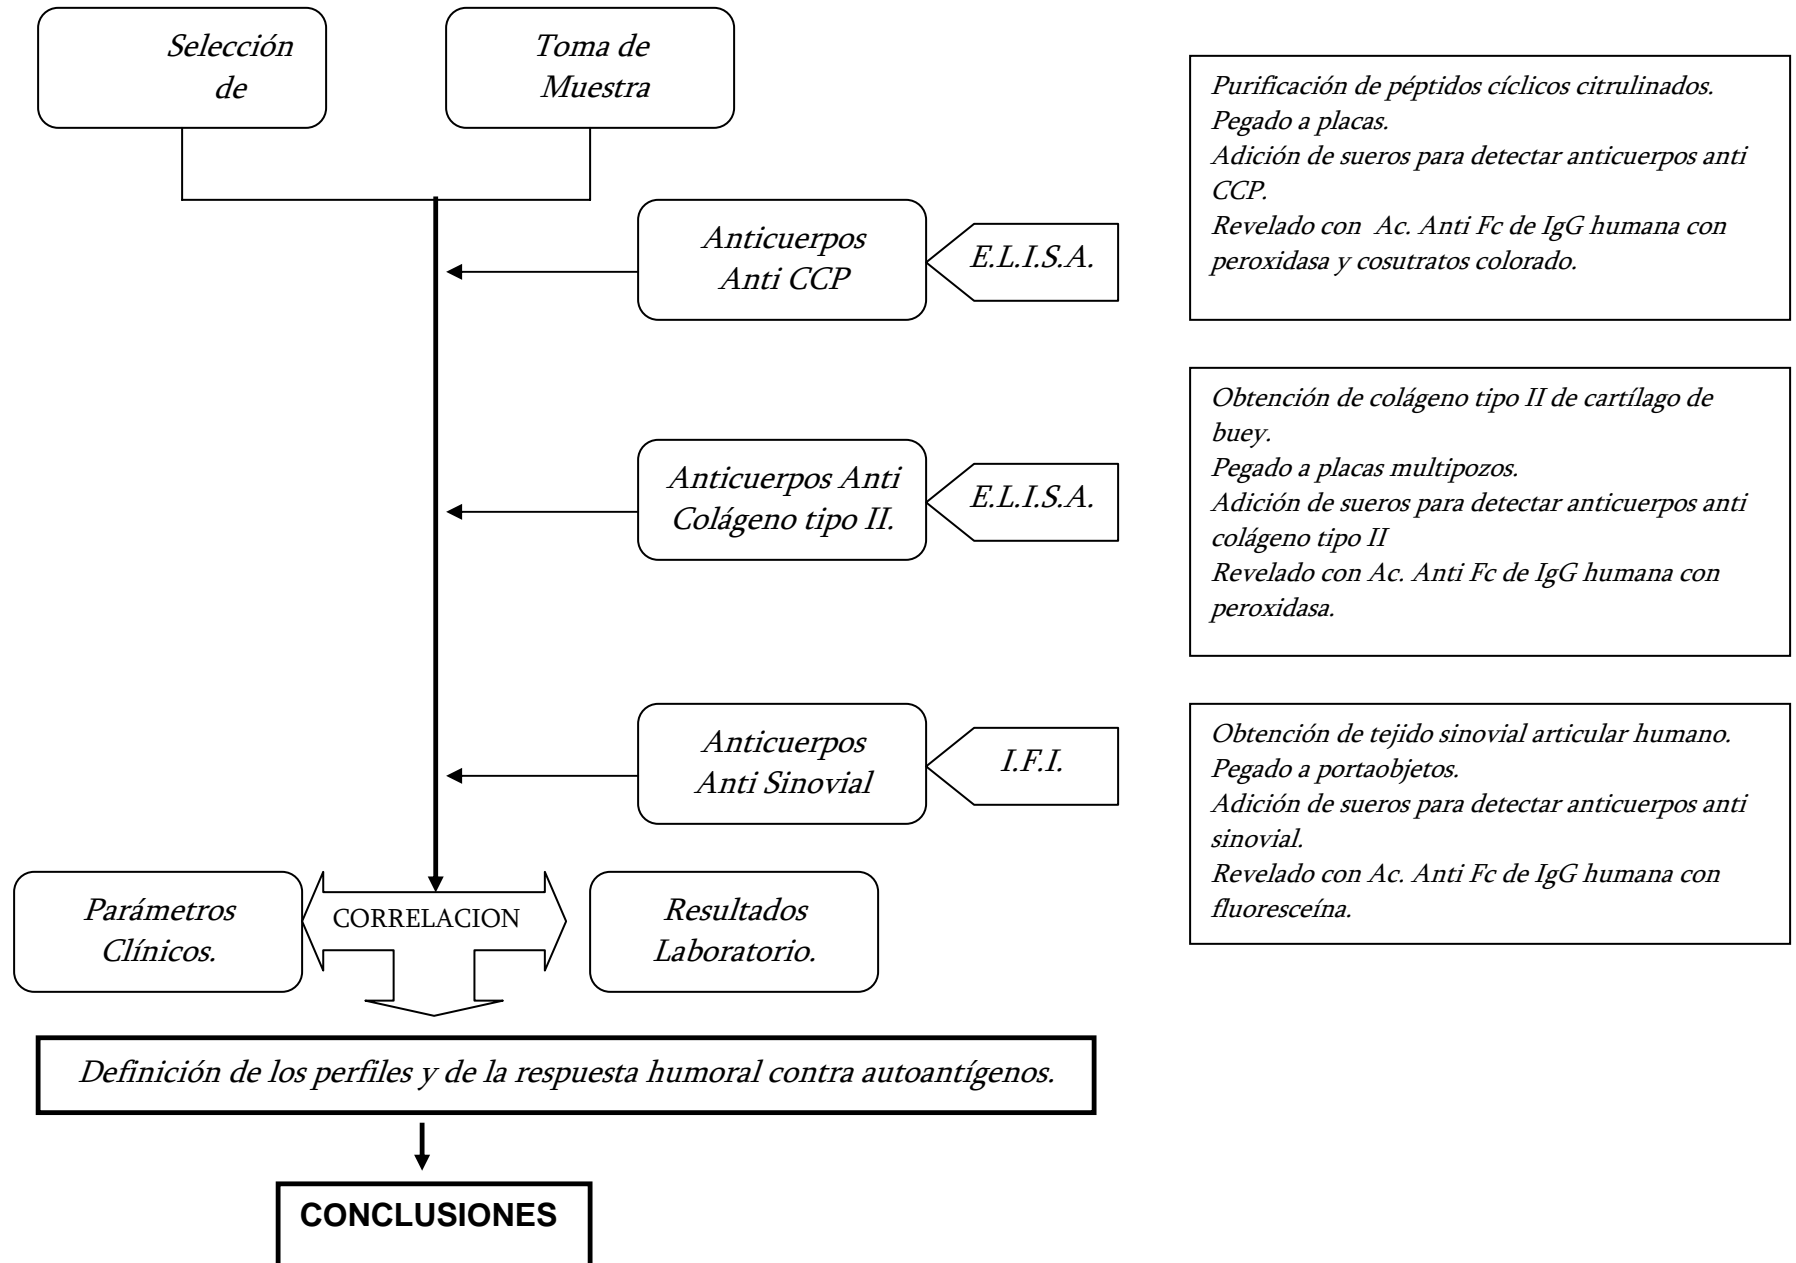 Selección
de
Toma de
Muestra
Purificación de péptidos cíclicos citrulinados.
Pegado a placas.
Adición de sueros para detectar anticuerpos anti
CCP.
Revelado con Ac. Anti Fc de IgG humana con
peroxidasa y cosutratos colorado.
Anticuerpos
Anti CCP
E.L.I.S.A.
Obtención de colágeno tipo II de cartílago de
buey.
Pegado a placas multipozos.
Adición de sueros para detectar anticuerpos anti
colágeno tipo II
Revelado con Ac. Anti Fc de IgG humana con
peroxidasa.
Anticuerpos Anti
Colágeno tipo II.
E.L.I.S.A.
Obtención de tejido sinovial articular humano.
Pegado a portaobjetos.
Adición de sueros para detectar anticuerpos anti
sinovial.
Revelado con Ac. Anti Fc de IgG humana con
fluoresceína.
Anticuerpos
Anti Sinovial
I.F.I.
Parámetros
Clínicos.
CORRELACION
Resultados
Laboratorio.
Definición de los perfiles y de la respuesta humoral contra autoantígenos.
CONCLUSIONES